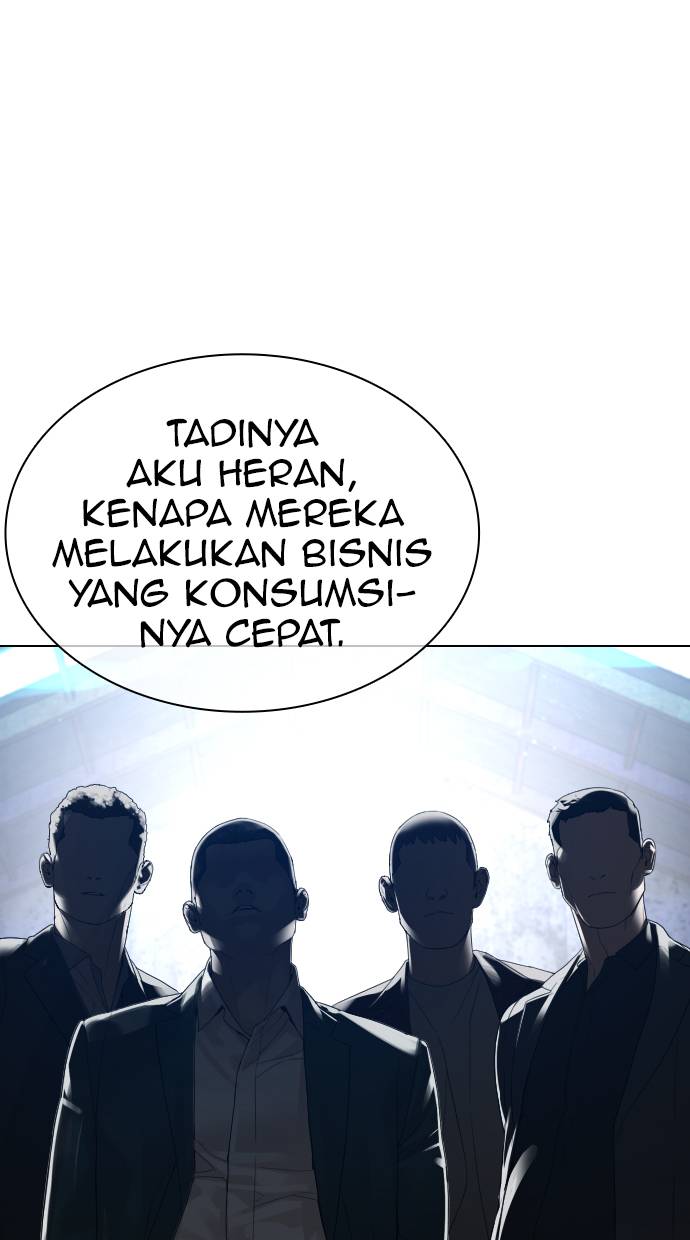 TADINYA
AKU HERAN,
KENAPA MEREKA
MELAKUKAN BISNIS
YANG KONSUMSI-
NYA CEPAT.